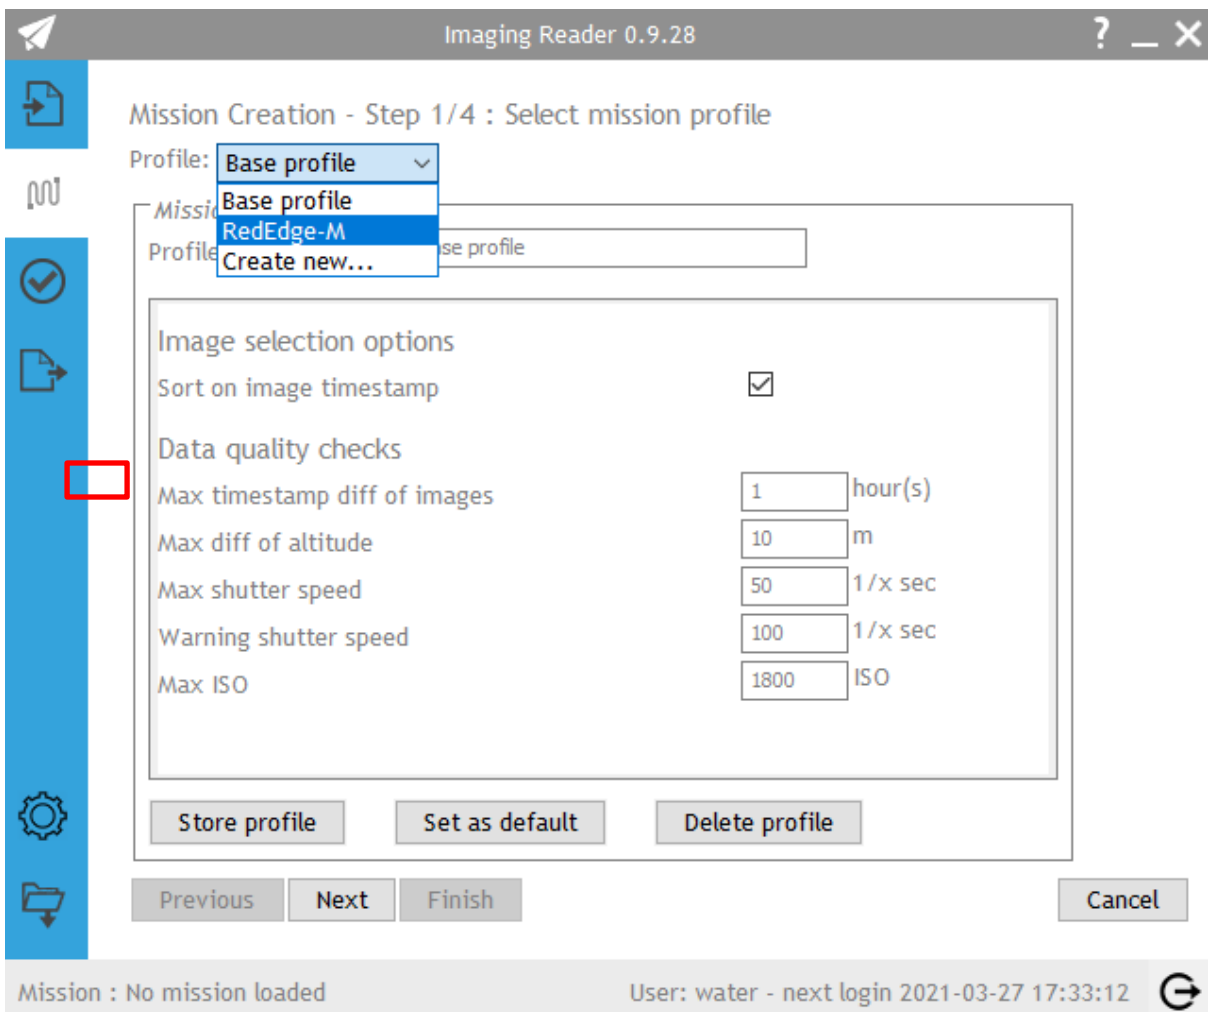 Imaging Reader 0.9.28
?
Mission Creation - Step 1/4 : Select mission profile
Profile: Base profile
Base profile
RedEdge-M
Create new...
Missi
Profile
se profile
Image selection options
Sort on image timestamp
Data quality checks
Max timestamp diff of images 1 hour(s)
Max diff of altitude 10 m
Max shutter speed 50 1/x sec
Warning shutter speed 100 1/x sec
Max ISO 1800 ISO
Store profile Set as default Delete profile
Previous Next Finish Cancel
Mission : No mission loaded User: water - next login 2021-03-27 17:33:12